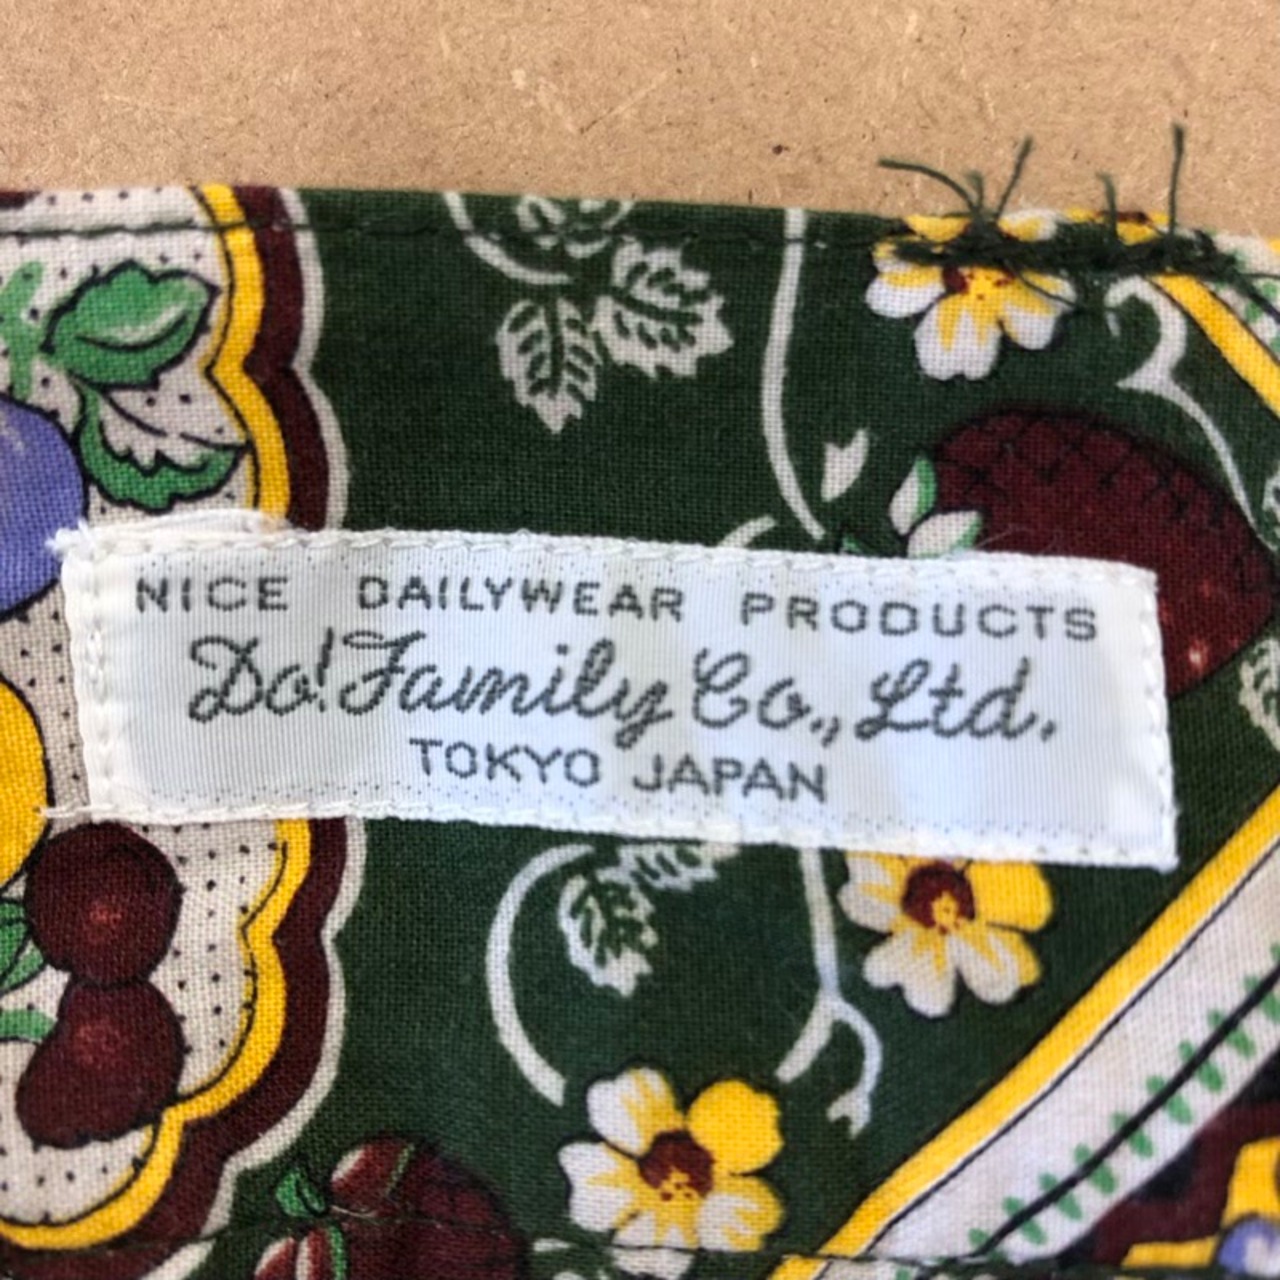 NICE DAILYWEAR PRODUCTS
Do! Family Co., Ltd.
TOKYO JAPAN